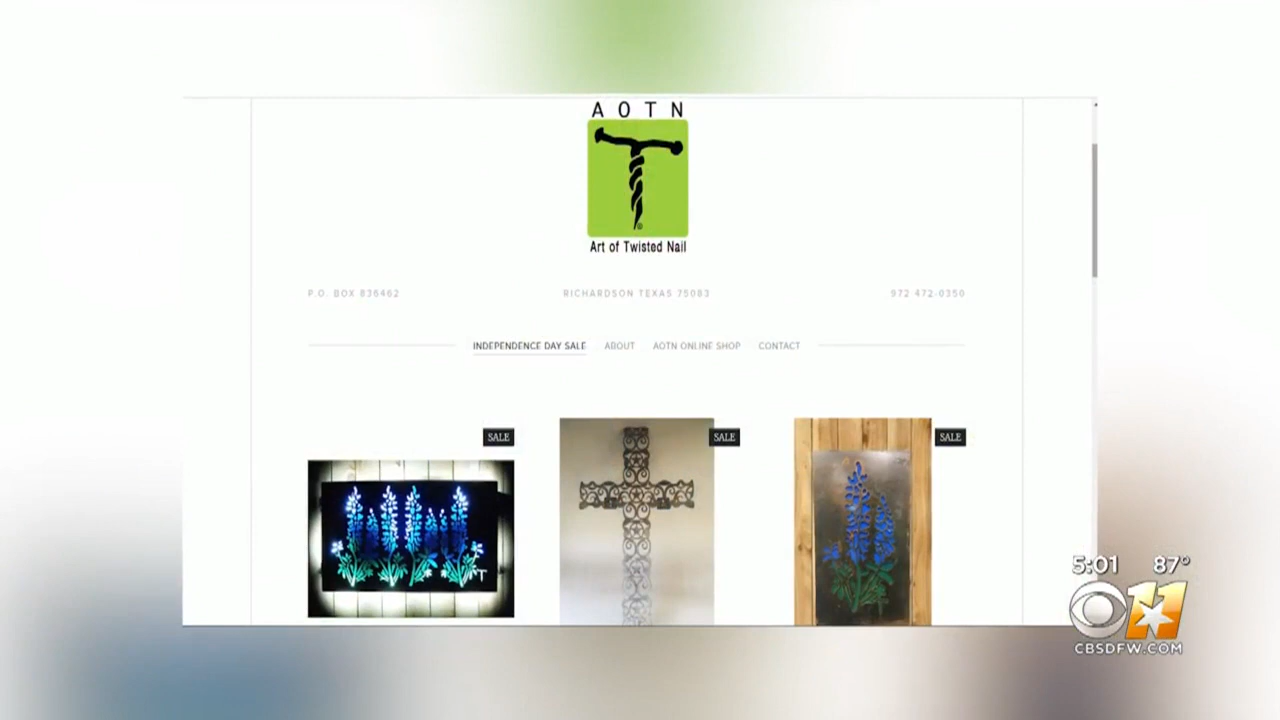 AOTN
Art of Twisted Nail
P.O. BOX 836462 RICHARDSON TEXAS 75083 972 472-0350
INDEPENDENCE DAY SALE ABOUT AOTN ONLINE SHOP CONTACT
SALE SALE SALE
5:01 87°
11
CBSDFW.COM